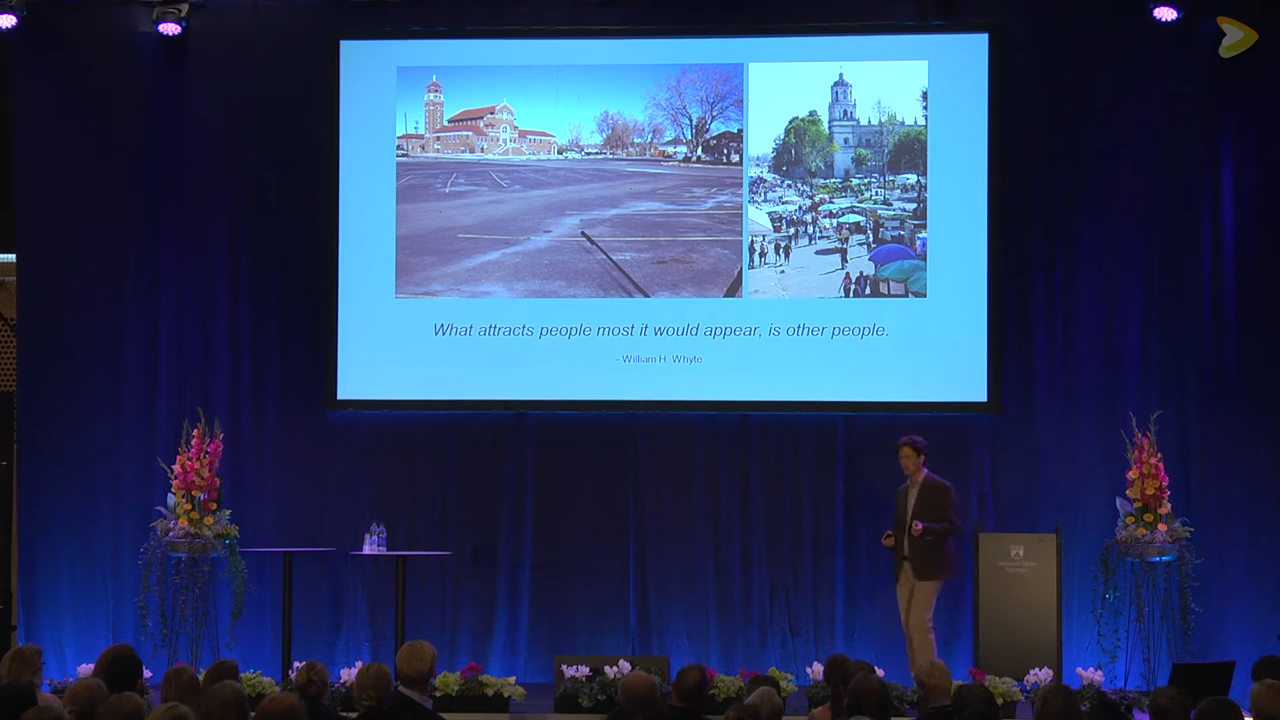 What attracts people most it would appear, is other people.
- William H. Whyte